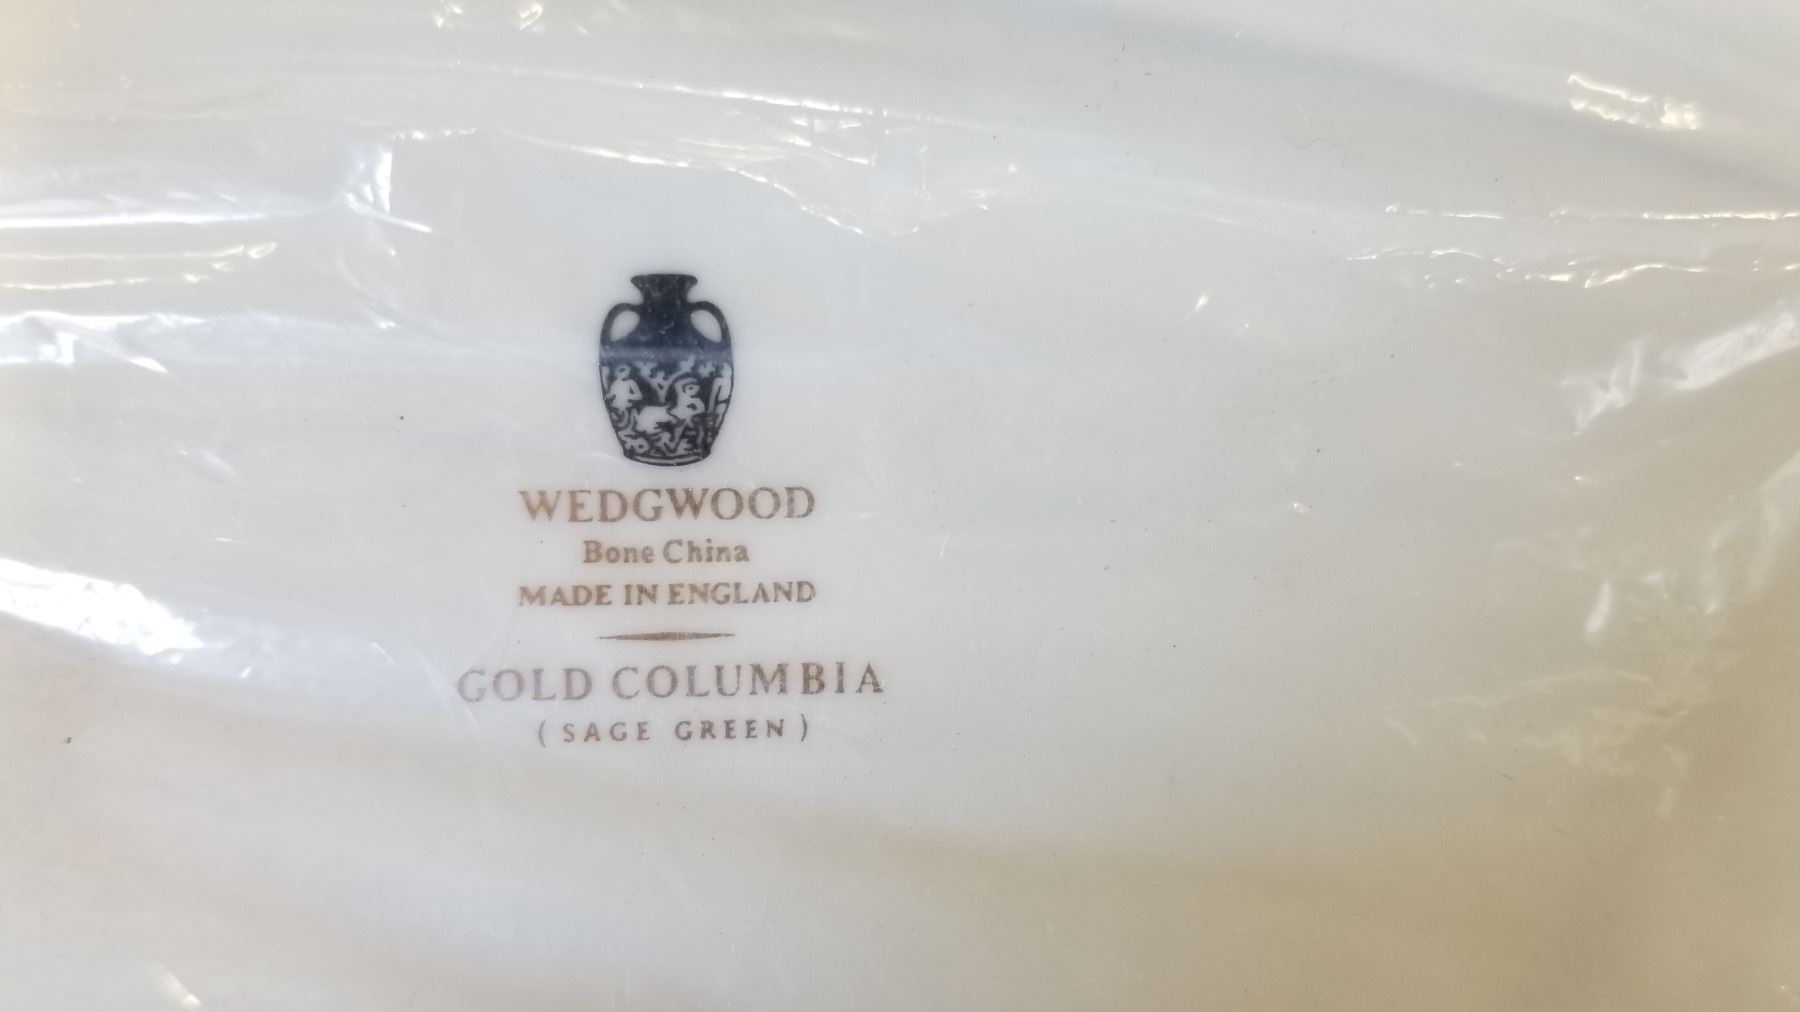 WEDGWOOD
Bone China
MADE IN ENGLAND
GOLD COLUMBIA
( SAGE GREEN )